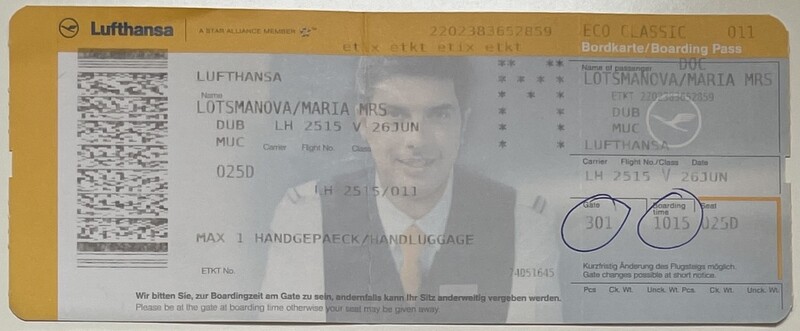 Lufthansa
A STAR ALLIANCE MEMBER
2202383657859
ECO CLASSIC 011
etix etkt etix etkt
Bordkarte/Boarding Pass
DOC
LUFTHANSA
Name
LOTSMANOVA/MARIA MRS
DUB LH 2515 V 26JUN
MUC Carrier Flight No./Class Date
025D
LH 2515/011
MAX 1 HANDGEPAECK/HANDLUGGAGE
ETKT No.
74051645
Wir bitten Sie, zur Boardingzeit am Gate zu sein, andernfalls kann Ihr Sitz anderweitig vergeben werden.
Please be at the gate at boarding time otherwise your seat may be given away.
Name of passenger
LOTSMANOVA/MARIA MRS
ETKT 2202383657859
DUB
MUC
LUFTHANSA
Carrier Flight No./Class Date
LH 2515 V 26JUN
Gate Boarding time Seat
301 1015 025D
Kurzfristig Änderung des Flugsteigs möglich.
Gate changes possible at short notice.
Pcs Ck. Wt. Unck. Wt. Pcs Ck. Wt. Unck. Wt.